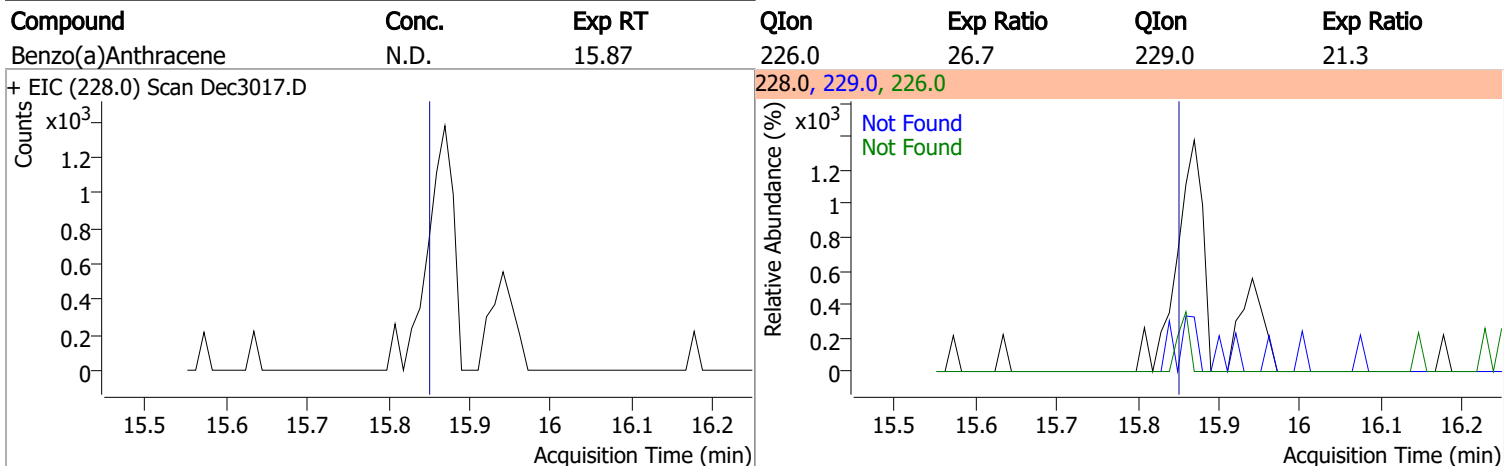 Compound Conc. Exp RT QIon Exp Ratio QIon Exp Ratio
Benzo(a)Anthracene N.D. 15.87 226.0 26.7 229.0 21.3
+ EIC (228.0) Scan Dec3017.D
Counts
x10³
1.2
1
0.8
0.6
0.4
0.2
0
15.5 15.6 15.7 15.8 15.9 16 16.1 16.2
Acquisition Time (min)
228.0, 229.0, 226.0
Relative Abundance (%)
x10³
Not Found
Not Found
1.2
1
0.8
0.6
0.4
0.2
0
15.5 15.6 15.7 15.8 15.9 16 16.1 16.2
Acquisition Time (min)